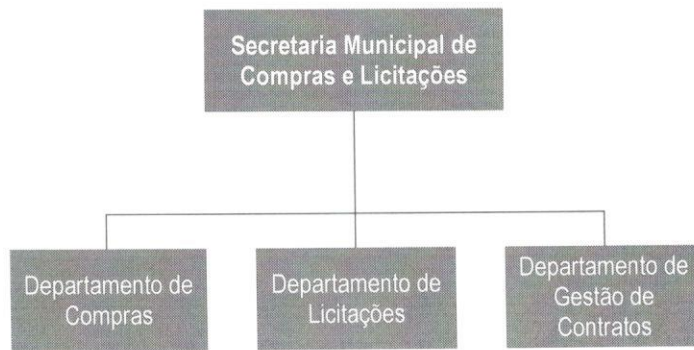 Secretaria Municipal de
Compras e Licitações
Departamento de
Compras
Departamento de
Licitações
Departamento de
Gestão de
Contratos